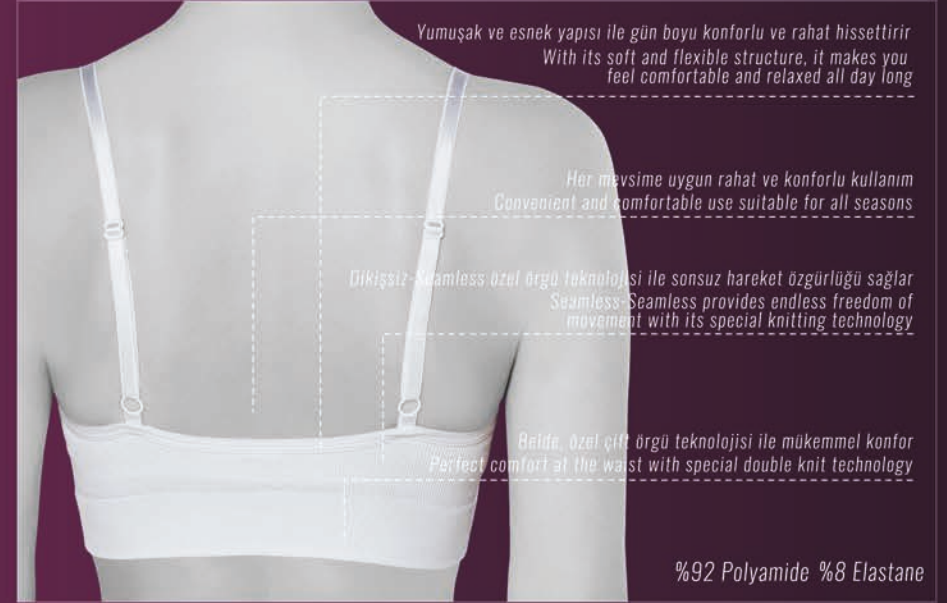 Yumuşak ve esnek yapısı ile gün boyu konforlu ve rahat hissettirir
With its soft and flexible structure, it makes you
feel comfortable and relaxed all day long
Her mevsime uygun rahat ve konforlu kullanım
Convenient and comfortable use suitable for all seasons
Dikişsiz-Seamless özel örgü teknolojisi ile sonsuz hareket özgürlüğü sağlar
Seamless-Seamless provides endless freedom of
movement with its special knitting technology
Belde, özel çift örgü teknolojisi ile mükemmel konfor
Perfect comfort at the waist with special double knit technology
%92 Polyamide %8 Elastane